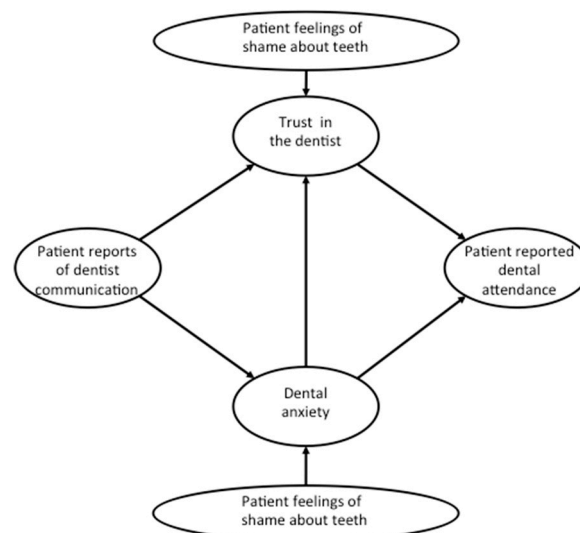 Patient feelings of
shame about teeth
Trust in
the dentist
Patient reports
of dentist
communication
Patient reported
dental
attendance
Dental
anxiety
Patient feelings of
shame about teeth